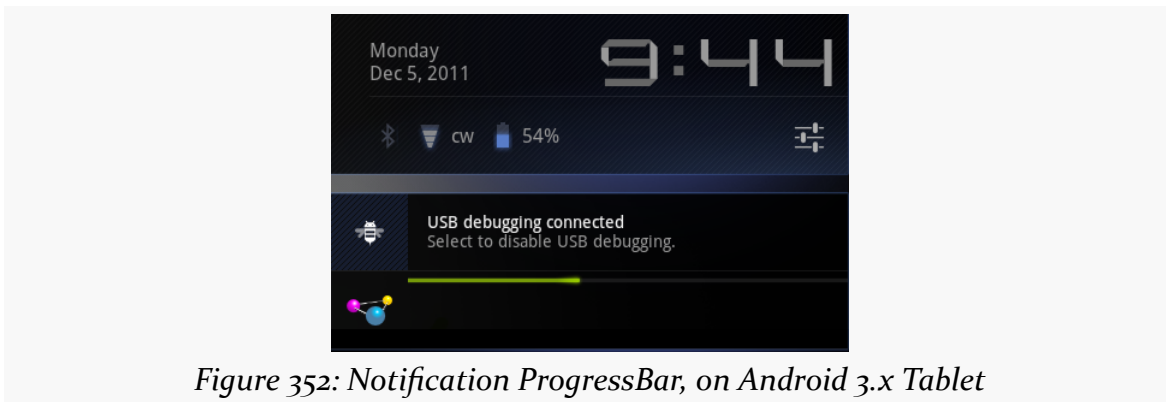 Monday
Dec 5, 2011
9:44
cw 54%
USB debugging connected
Select to disable USB debugging.
Figure 352: Notification ProgressBar, on Android 3.x Tablet